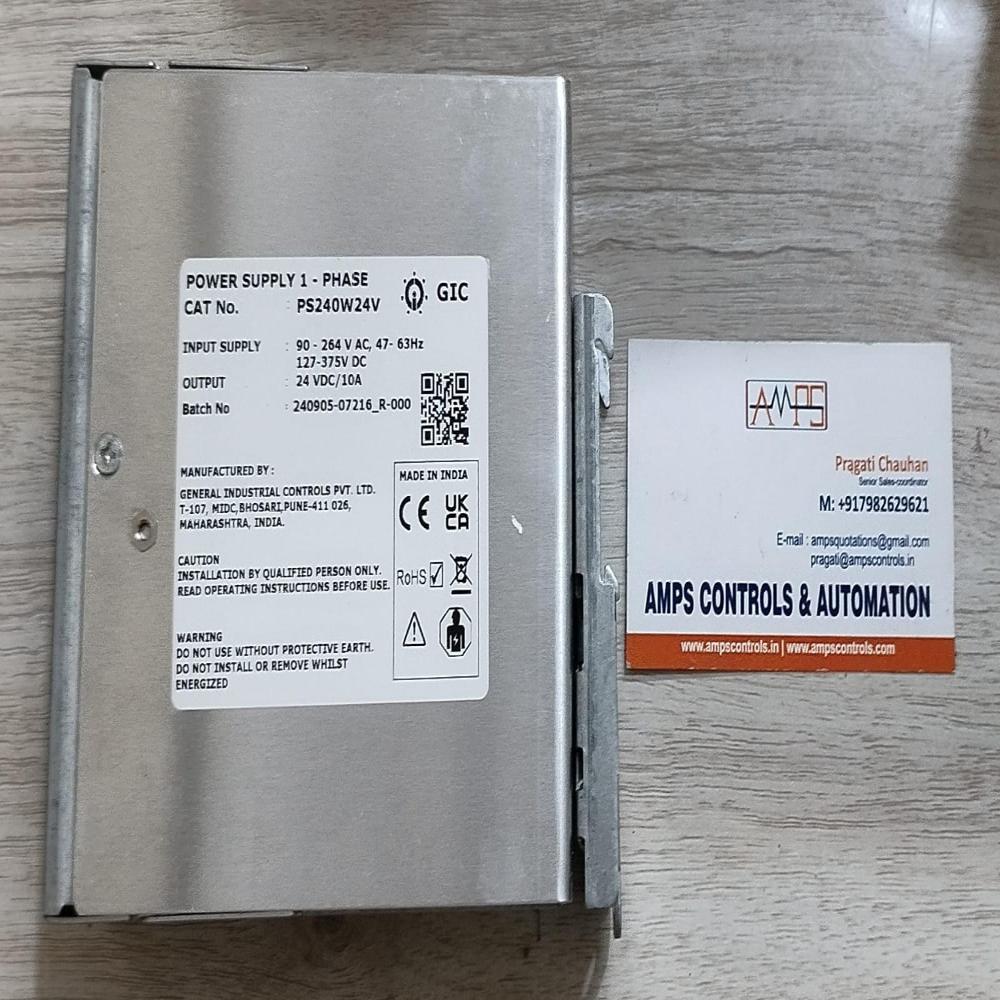 POWER SUPPLY 1 - PHASE
CAT No. : PS240W24V
GIC
INPUT SUPPLY : 90 - 264 V AC, 47- 63Hz
127-375V DC
OUTPUT : 24 VDC/10A
Batch No : 240905-07216_R-000
MANUFACTURED BY :
GENERAL INDUSTRIAL CONTROLS PVT. LTD.
T-107, MIDC,BHOSARI,PUNE-411 026,
MAHARASHTRA, INDIA.
CAUTION
INSTALLATION BY QUALIFIED PERSON ONLY.
READ OPERATING INSTRUCTIONS BEFORE USE.
WARNING
DO NOT USE WITHOUT PROTECTIVE EARTH.
DO NOT INSTALL OR REMOVE WHILST
ENERGIZED
MADE IN INDIA
CE UK
CA
RoHS
AMPS
Pragati Chauhan
Senior Sales-coordinator
M: +917982629621
E-mail : ampsquotations@gmail.com
pragati@ampscontrols.in
AMPS CONTROLS & AUTOMATION
www.ampscontrols.in | www.ampscontrols.com